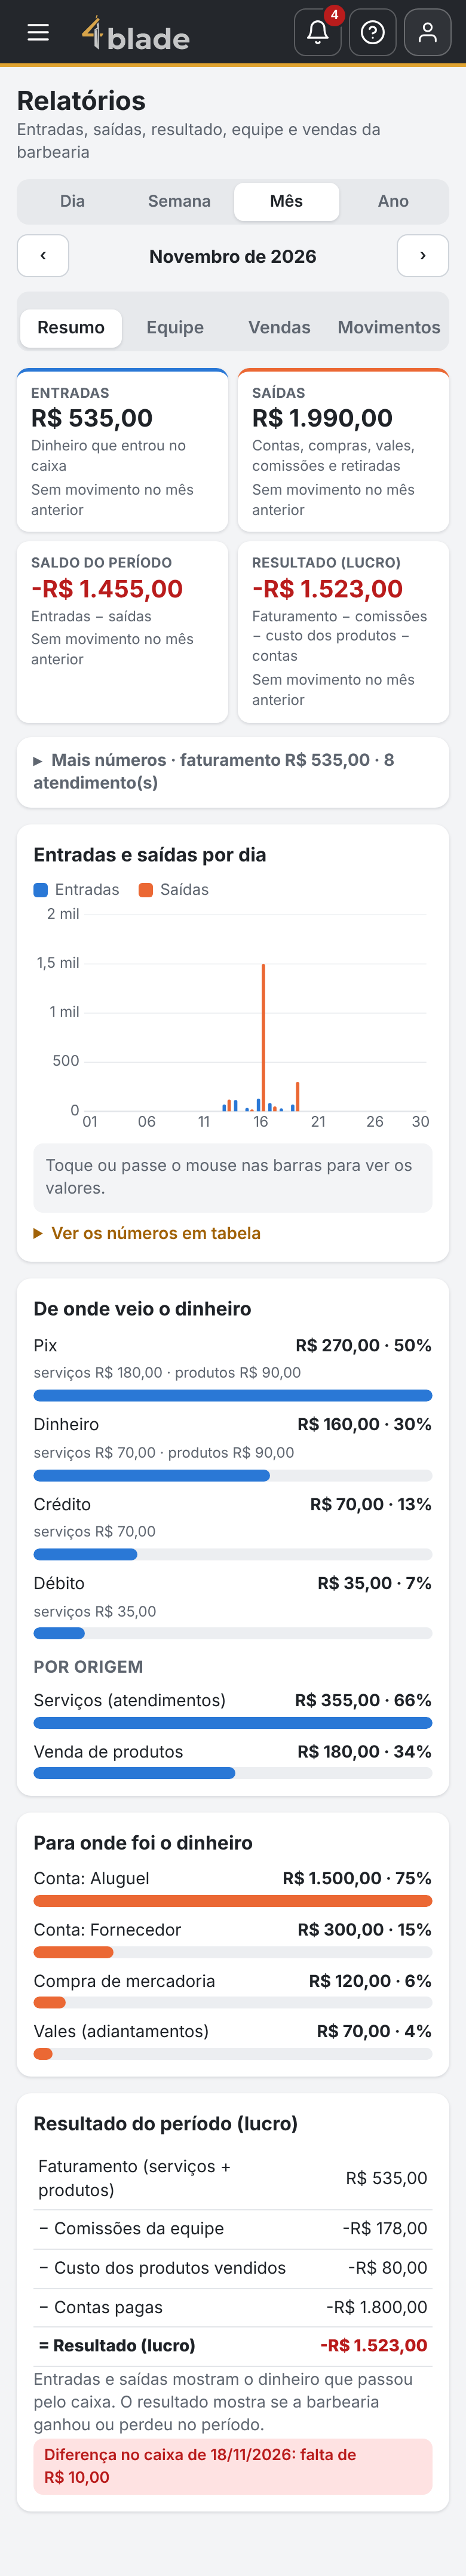 4blade
4
Relatórios
Entradas, saídas, resultado, equipe e vendas da
barbearia
Dia Semana Mês Ano
‹ Novembro de 2026 ›
Resumo Equipe Vendas Movimentos
ENTRADAS
R$ 535,00
Dinheiro que entrou no
caixa
Sem movimento no mês
anterior
SAÍDAS
R$ 1.990,00
Contas, compras, vales,
comissões e retiradas
Sem movimento no mês
anterior
SALDO DO PERÍODO
-R$ 1.455,00
Entradas − saídas
Sem movimento no mês
anterior
RESULTADO (LUCRO)
-R$ 1.523,00
Faturamento − comissões
− custo dos produtos −
contas
Sem movimento no mês
anterior
▸ Mais números · faturamento R$ 535,00 · 8
atendimento(s)
Entradas e saídas por dia
Entradas Saídas
2 mil
1,5 mil
1 mil
500
0
01 06 11 16 21 26 30
Toque ou passe o mouse nas barras para ver os
valores.
▸ Ver os números em tabela
De onde veio o dinheiro
Pix R$ 270,00 · 50%
serviços R$ 180,00 · produtos R$ 90,00
Dinheiro R$ 160,00 · 30%
serviços R$ 70,00 · produtos R$ 90,00
Crédito R$ 70,00 · 13%
serviços R$ 70,00
Débito R$ 35,00 · 7%
serviços R$ 35,00
POR ORIGEM
Serviços (atendimentos) R$ 355,00 · 66%
Venda de produtos R$ 180,00 · 34%
Para onde foi o dinheiro
Conta: Aluguel R$ 1.500,00 · 75%
Conta: Fornecedor R$ 300,00 · 15%
Compra de mercadoria R$ 120,00 · 6%
Vales (adiantamentos) R$ 70,00 · 4%
Resultado do período (lucro)
Faturamento (serviços +
produtos) R$ 535,00
− Comissões da equipe -R$ 178,00
− Custo dos produtos vendidos -R$ 80,00
− Contas pagas -R$ 1.800,00
= Resultado (lucro) -R$ 1.523,00
Entradas e saídas mostram o dinheiro que passou
pelo caixa. O resultado mostra se a barbearia
ganhou ou perdeu no período.
Diferença no caixa de 18/11/2026: falta de
R$ 10,00